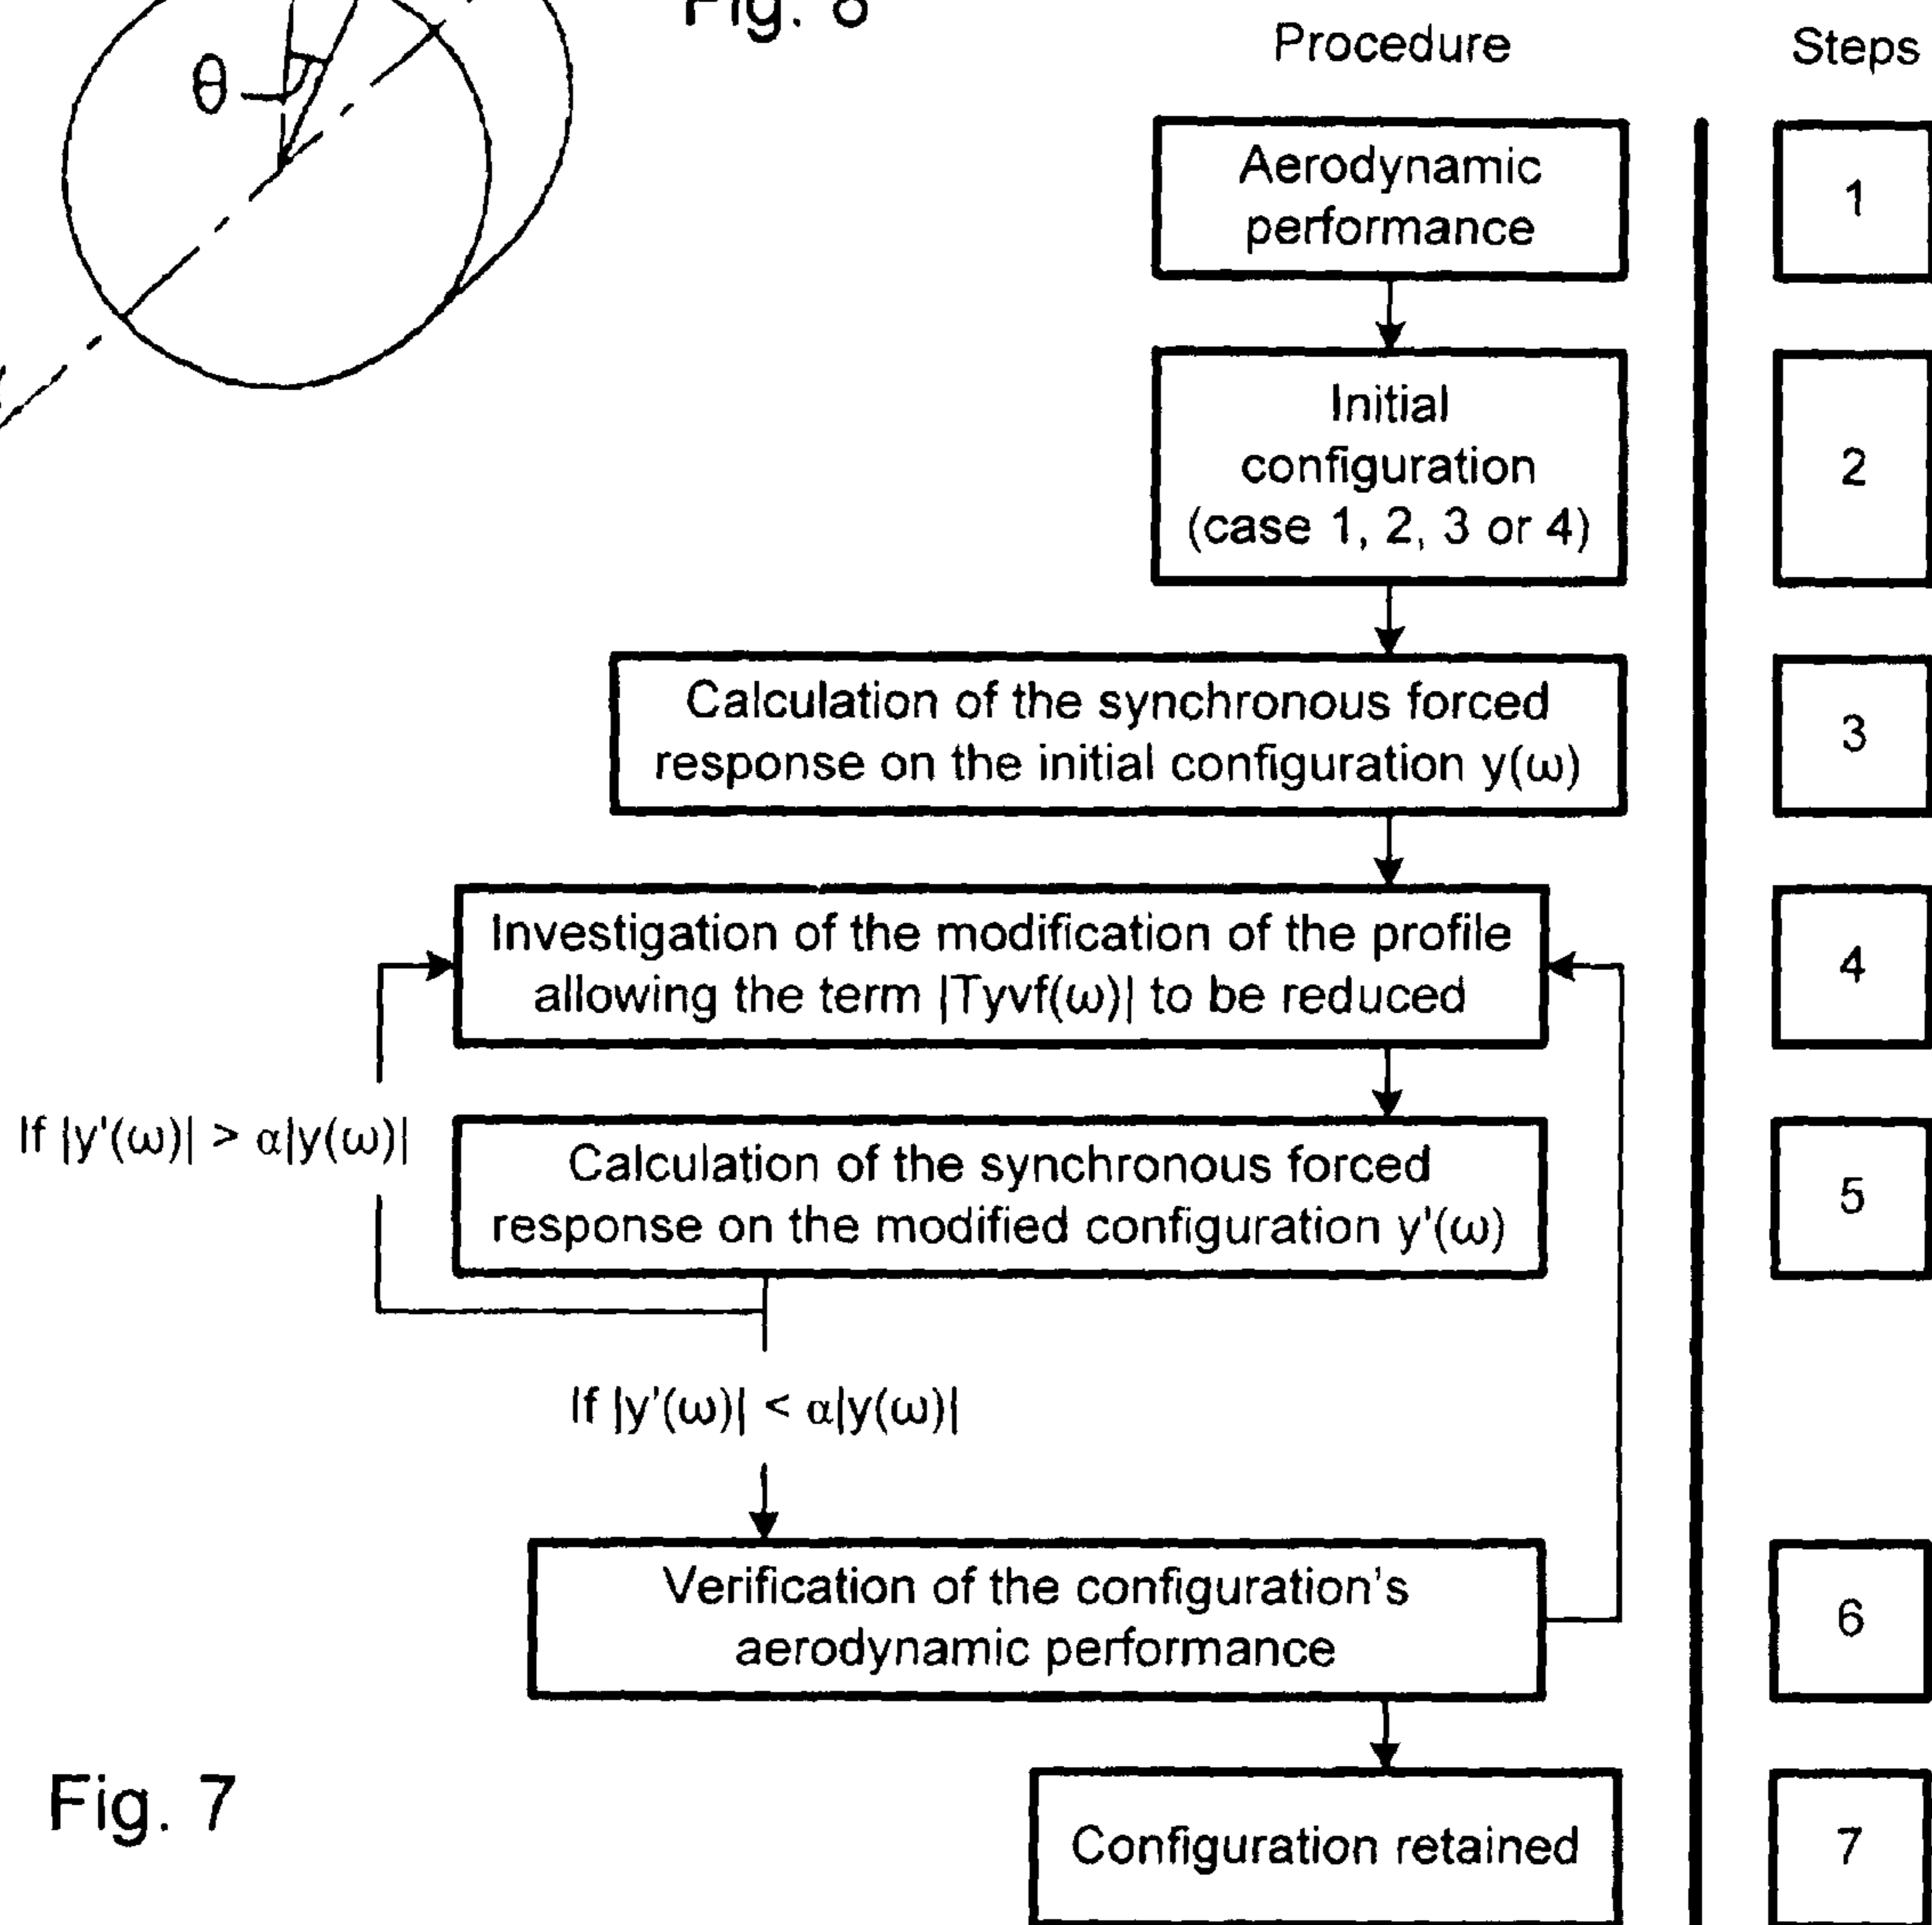 Fig. 8
θ
Procedure
Steps
Aerodynamic
performance
1
Initial
configuration
(case 1, 2, 3 or 4)
2
Calculation of the synchronous forced
response on the initial configuration y(ω)
3
Investigation of the modification of the profile
allowing the term |Tyvf(ω)| to be reduced
4
If |y'(ω)| > α|y(ω)|
Calculation of the synchronous forced
response on the modified configuration y'(ω)
5
If |y'(ω)| < α|y(ω)|
Verification of the configuration's
aerodynamic performance
6
Fig. 7
Configuration retained
7